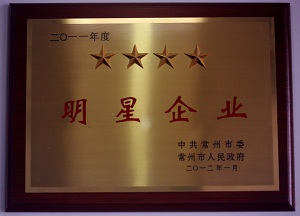 二〇一一年度
明星企业
中共常州市委
常州市人民政府
二〇一二年一月